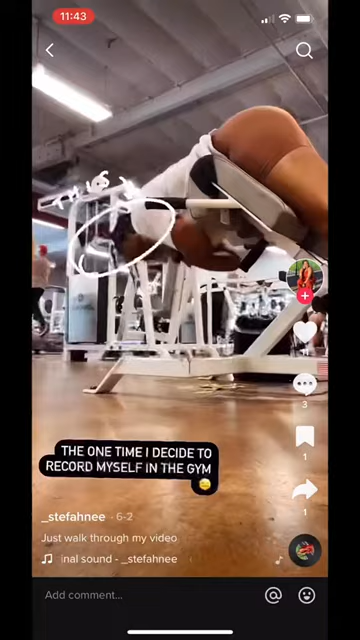 11:43
THIS
THE ONE TIME I DECIDE TO
RECORD MYSELF IN THE GYM
3
1
1
_stefahnee · 6-2
Just walk through my video
inal sound - _stefahnee
Add comment...